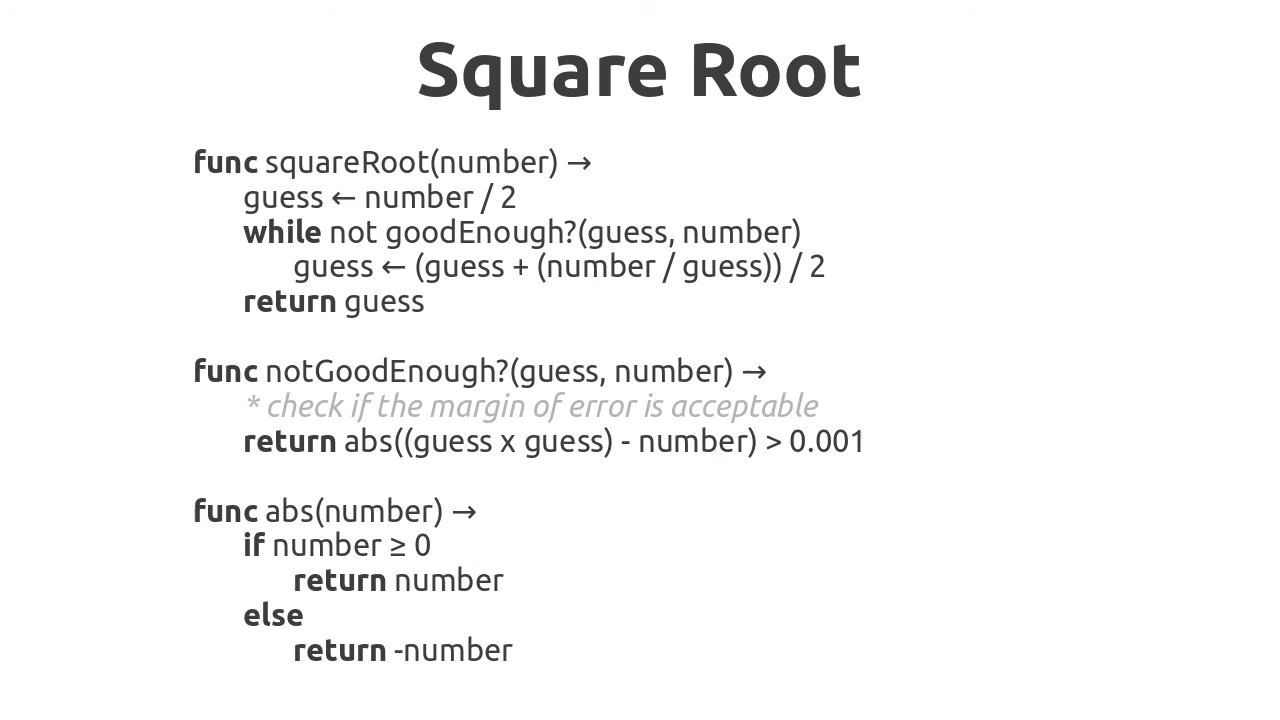 Square Root
func squareRoot(number) →
guess ← number / 2
while not goodEnough?(guess, number)
guess ← (guess + (number / guess)) / 2
return guess
func notGoodEnough?(guess, number) →
* check if the margin of error is acceptable
return abs((guess x guess) - number) > 0.001
func abs(number) →
if number ≥ 0
return number
else
return -number